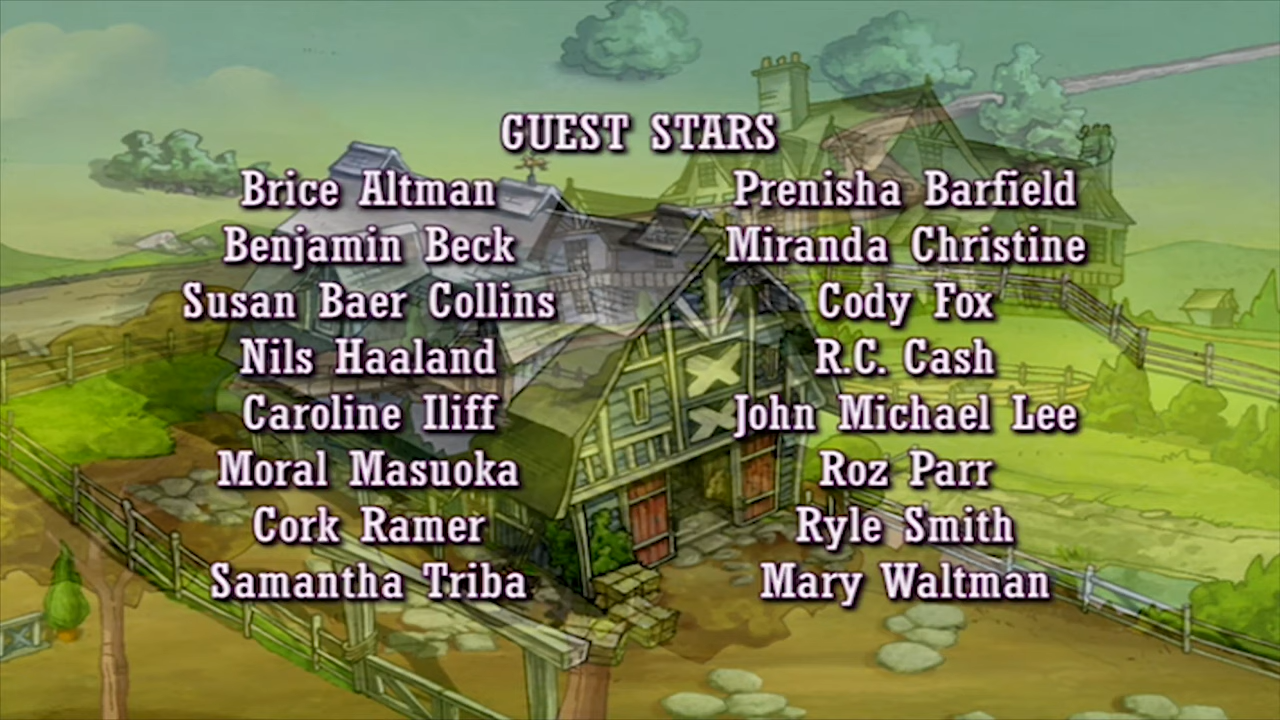 GUEST STARS
Brice Altman
Prenisha Barfield
Benjamin Beck
Miranda Christine
Susan Baer Collins
Cody Fox
Nils Haaland
R.C. Cash
Caroline Iliff
John Michael Lee
Moral Masuoka
Roz Parr
Cork Ramer
Ryle Smith
Samantha Triba
Mary Waltman